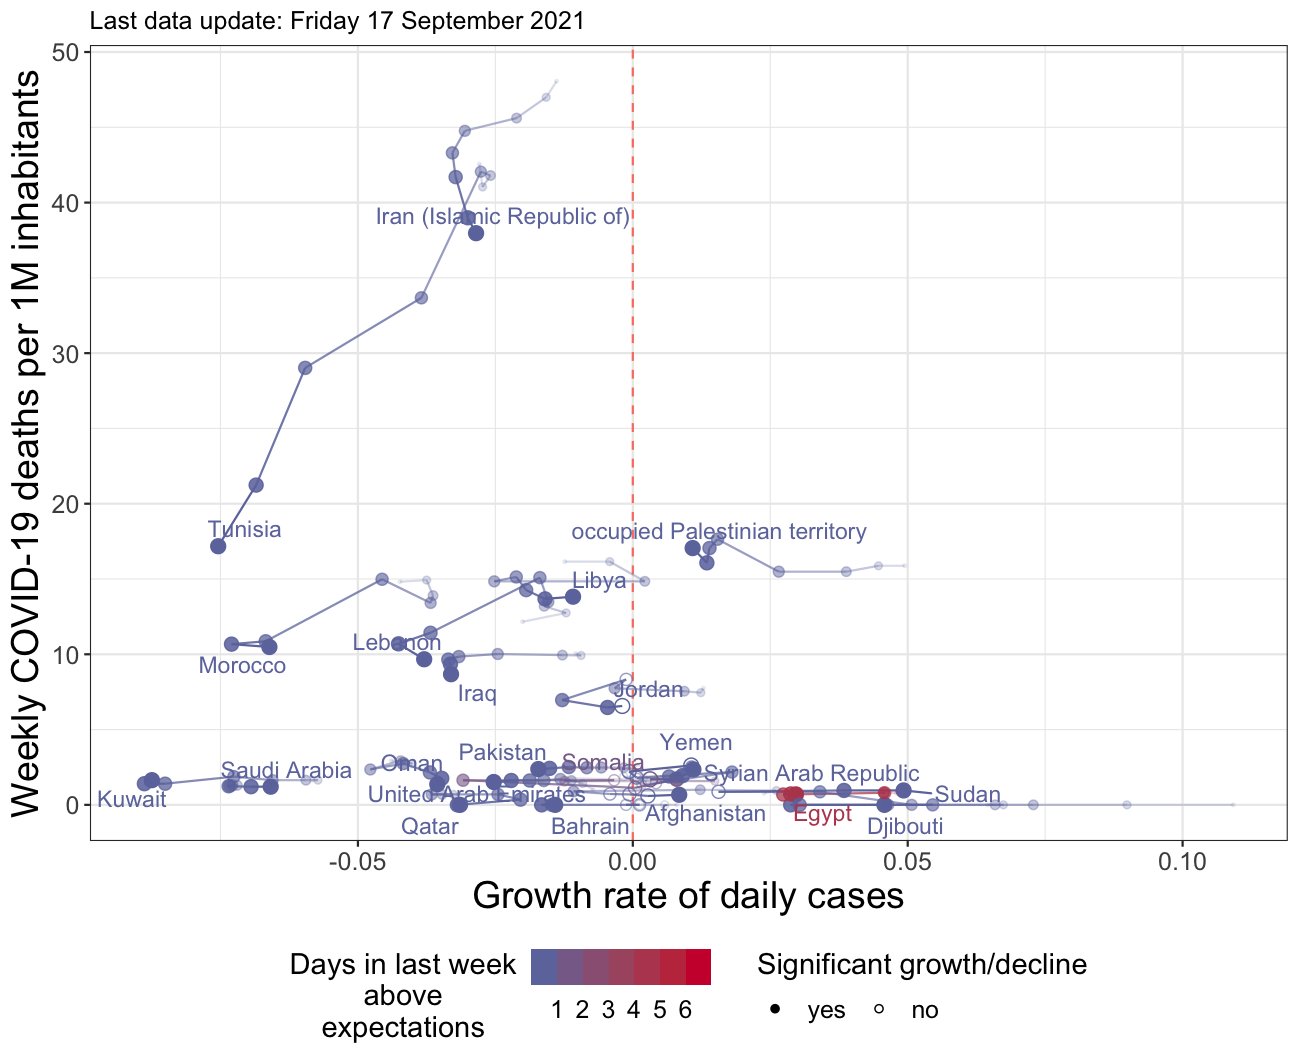 Last data update: Friday 17 September 2021
Weekly COVID-19 deaths per 1M inhabitants
50
40
30
20
10
0
Iran (Islamic Republic of)
Tunisia
occupied Palestinian territory
Libya
Lebanon
Morocco
Iraq
Jordan
Yemen
Pakistan
Somalia
Oman
Saudi Arabia
Syrian Arab Republic
Kuwait
United Arab Emirates
Sudan
Afghanistan
Egypt
Qatar
Bahrain
Djibouti
-0.05
0.00
0.05
0.10
Growth rate of daily cases
Days in last week
above
expectations
1 2 3 4 5 6
Significant growth/decline
yes
no